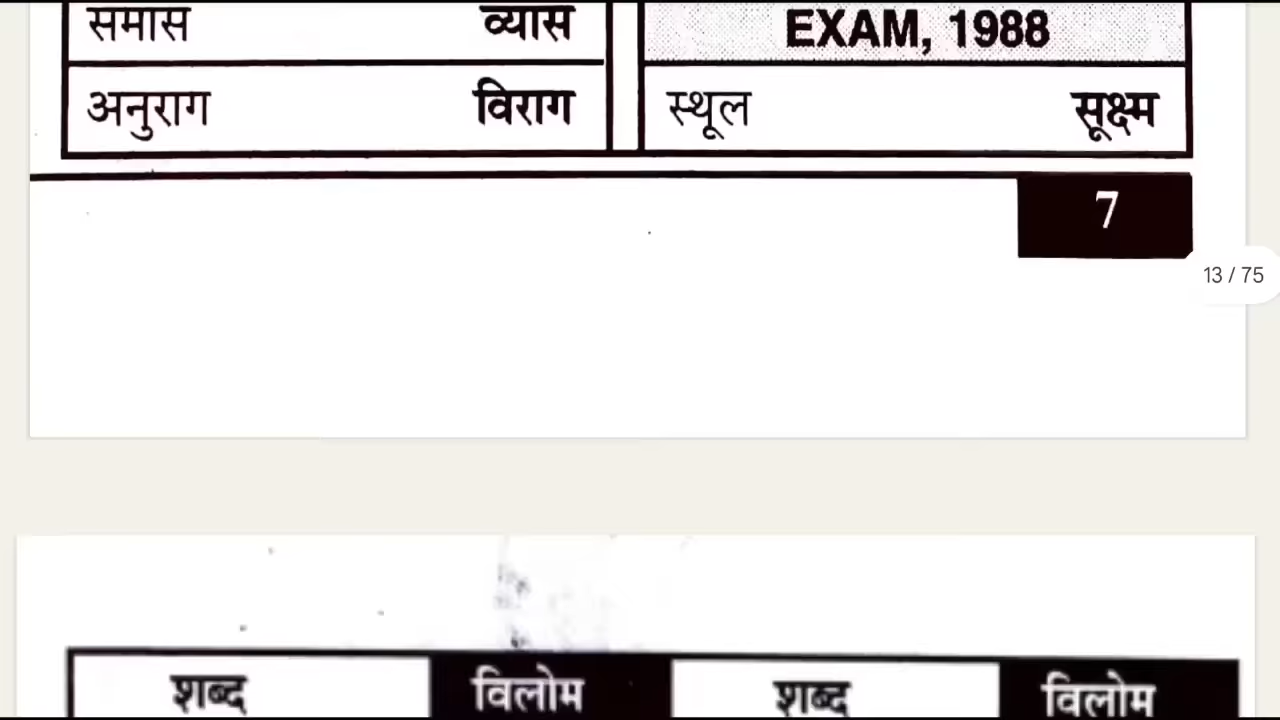 समास व्यास
अनुराग विराग
EXAM, 1988
स्थूल सूक्ष्म
7
13 / 75
शब्द विलोम शब्द विलोम